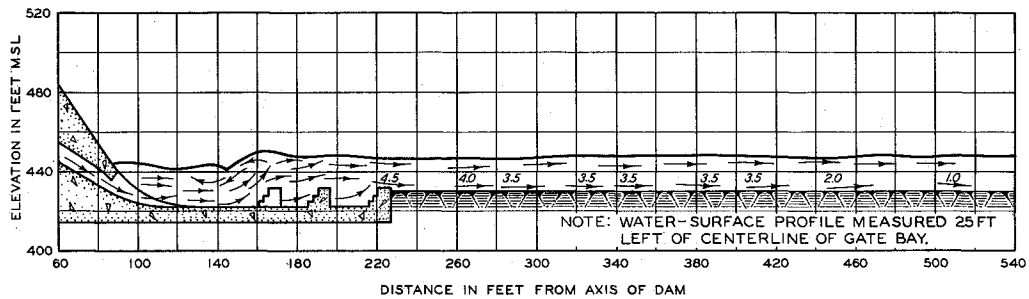 520
480
440
400
ELEVATION IN FEET M.S.L.
4.5 4.0 3.5 3.5 3.5 3.5 3.5 2.0 1.0
NOTE: WATER-SURFACE PROFILE MEASURED 25 FT
LEFT OF CENTERLINE OF GATE BAY.
60 100 140 180 220 260 300 340 380 420 460 500 540
DISTANCE IN FEET FROM AXIS OF DAM